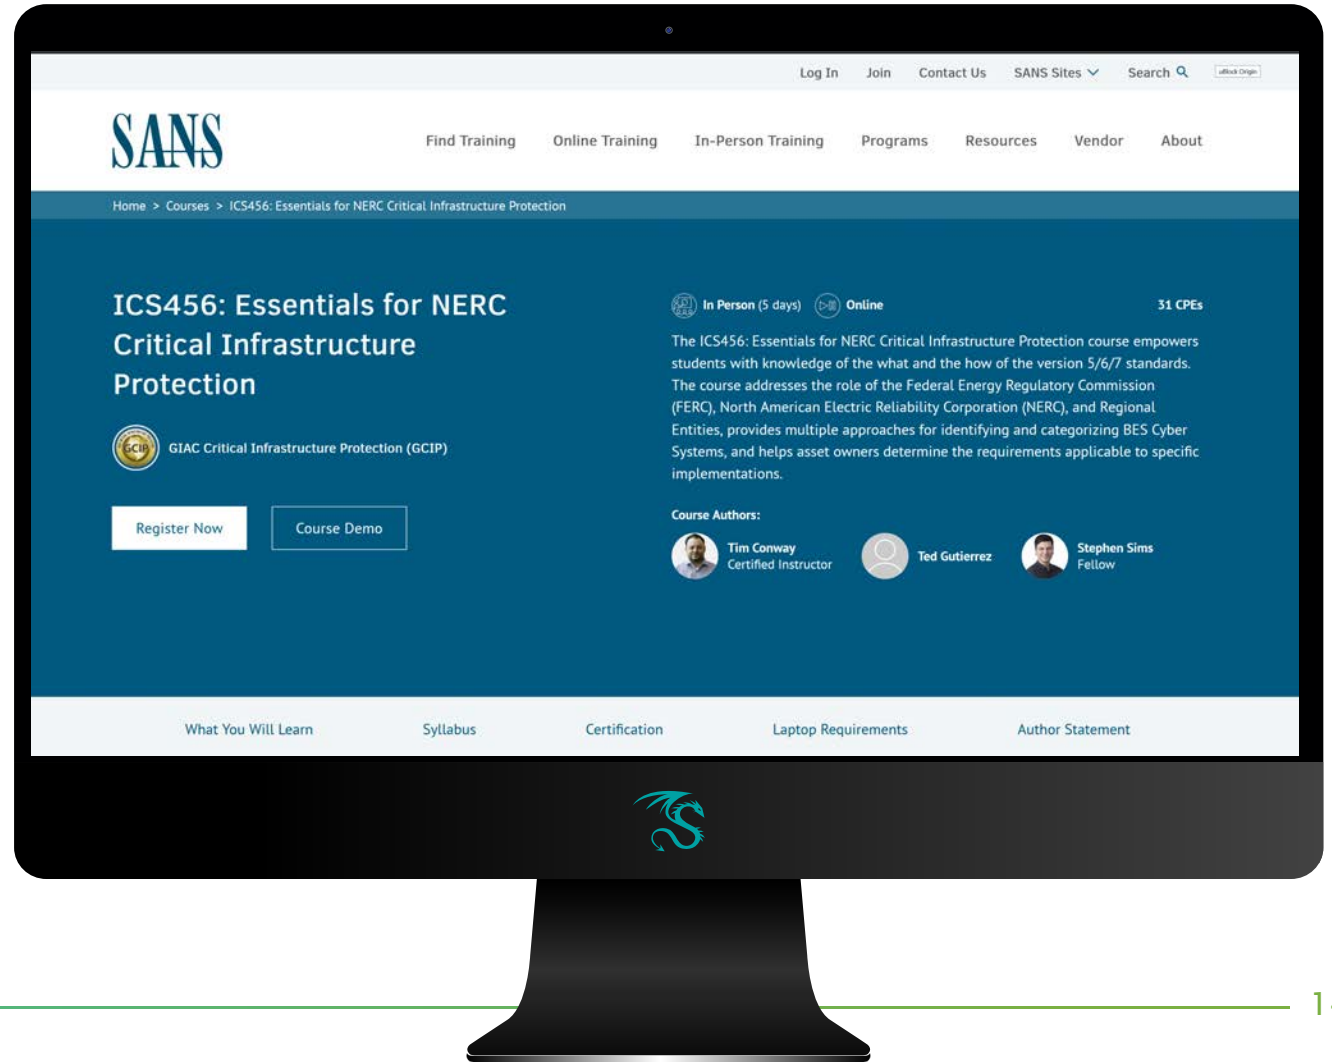 Log In Join Contact Us SANS Sites Search uBlock Origin
SANS
Find Training Online Training In-Person Training Programs Resources Vendor About
Home > Courses > ICS456: Essentials for NERC Critical Infrastructure Protection
ICS456: Essentials for NERC
Critical Infrastructure
Protection
GCIP
GIAC Critical Infrastructure Protection (GCIP)
Register Now Course Demo
In Person (5 days) Online 31 CPEs
The ICS456: Essentials for NERC Critical Infrastructure Protection course empowers
students with knowledge of the what and the how of the version 5/6/7 standards.
The course addresses the role of the Federal Energy Regulatory Commission
(FERC), North American Electric Reliability Corporation (NERC), and Regional
Entities, provides multiple approaches for identifying and categorizing BES Cyber
Systems, and helps asset owners determine the requirements applicable to specific
implementations.
Course Authors:
Tim Conway
Certified Instructor
Ted Gutierrez
Stephen Sims
Fellow
What You Will Learn Syllabus Certification Laptop Requirements Author Statement